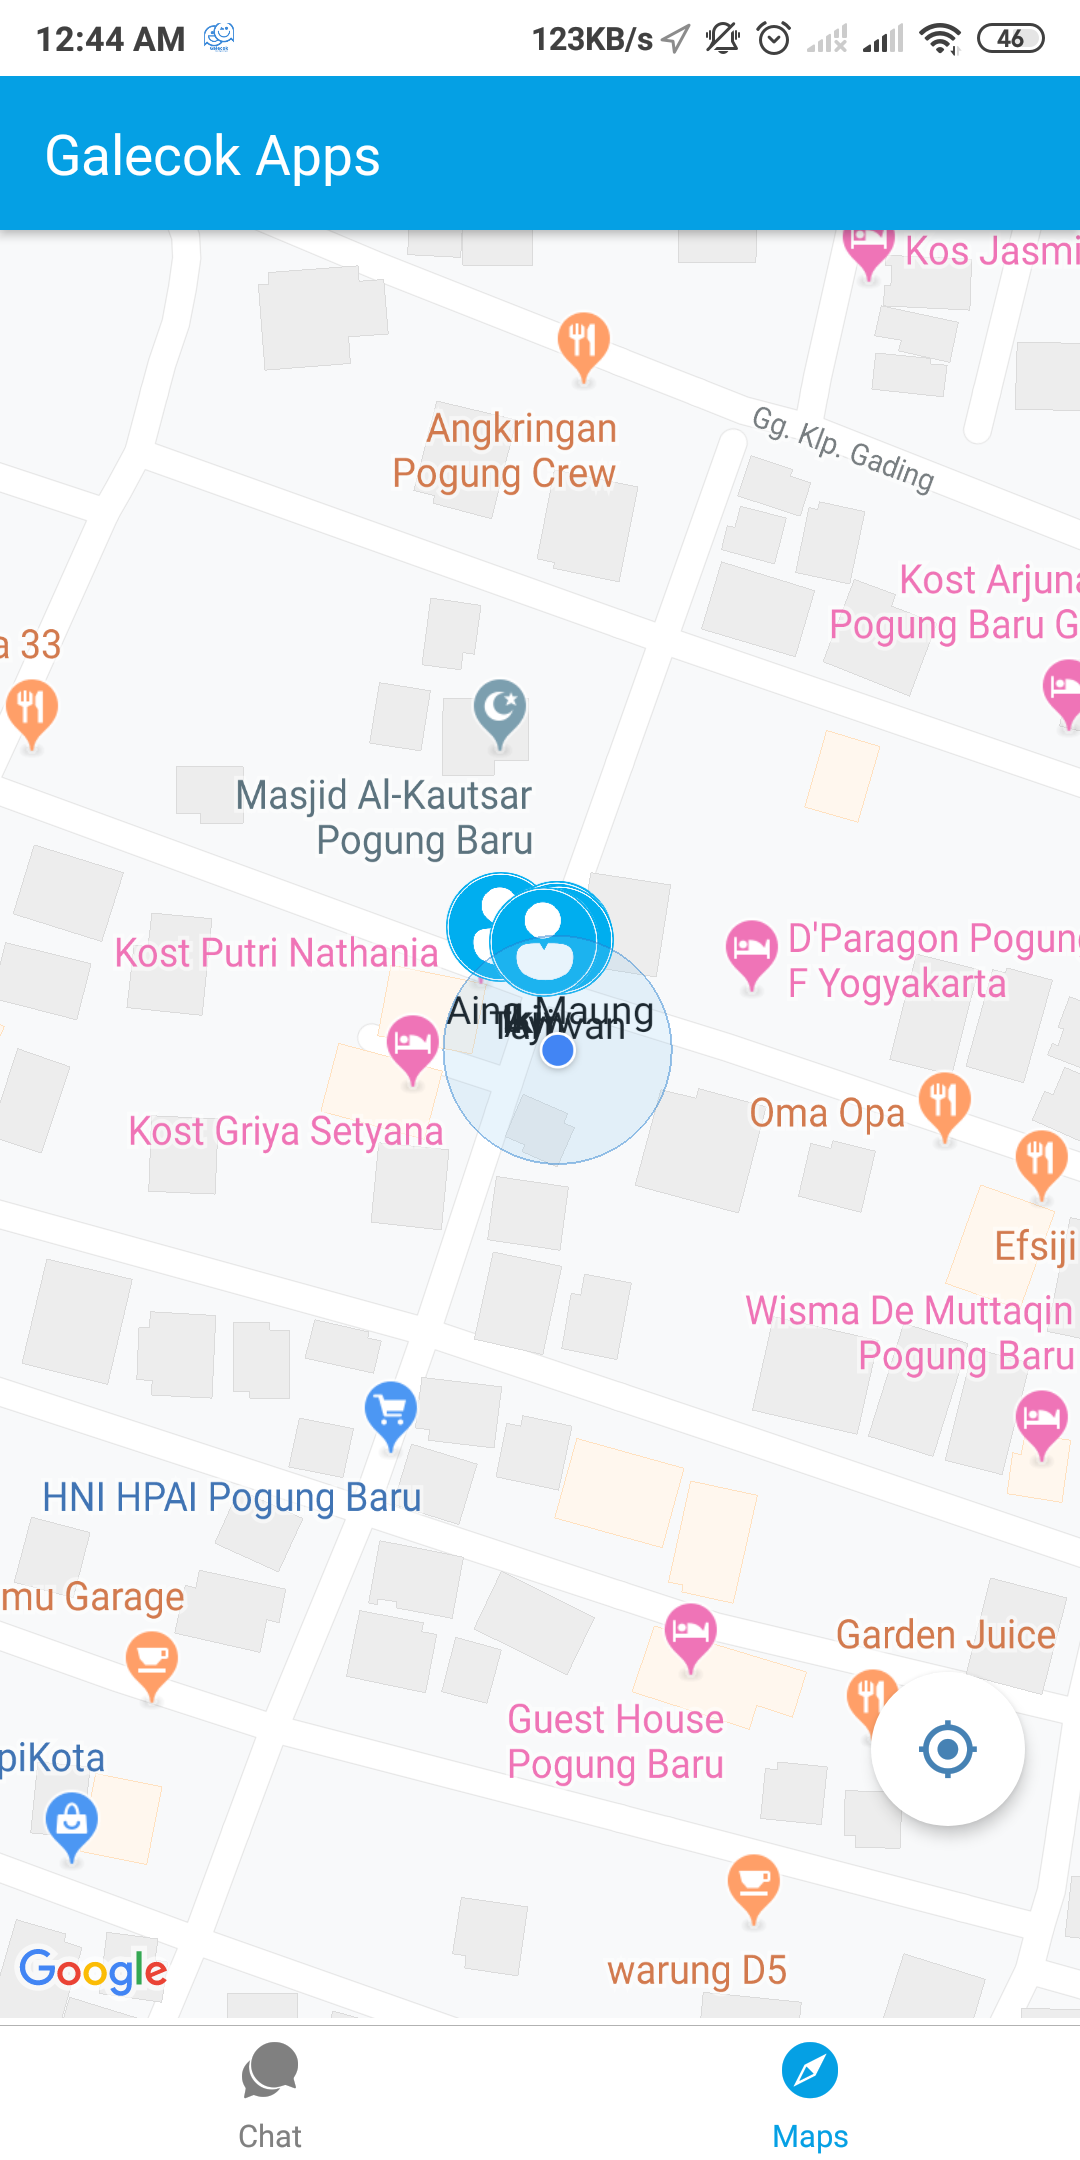 12:44 AM
123KB/s
46
Galecok Apps
Kos Jasmi
Angkringan
Pogung Crew
Gg. Klp. Gading
Kost Arjuna
Pogung Baru G
a 33
Masjid Al-Kautsar
Pogung Baru
Kost Putri Nathania
D'Paragon Pogung
F Yogyakarta
Aing Maung
Kost Griya Setyana
Oma Opa
Efsiji
Wisma De Muttaqin
Pogung Baru
HNI HPAI Pogung Baru
mu Garage
Garden Juice
Guest House
Pogung Baru
piKota
warung D5
Google
Chat
Maps